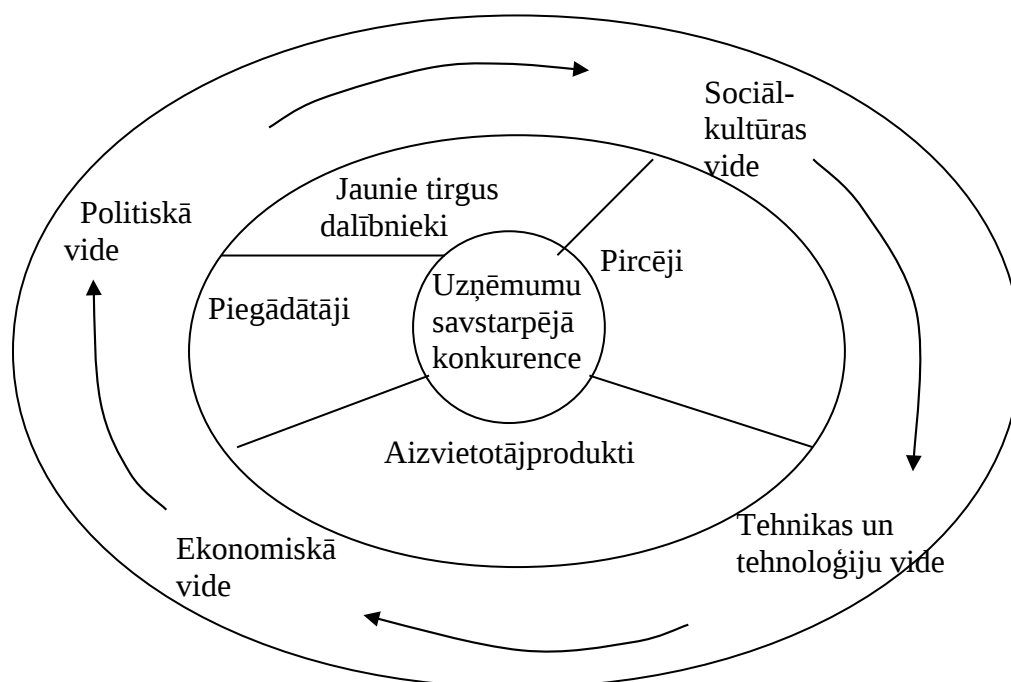 Sociāl-
kultūras
vide
Jaunie tirgus
dalībnieki
Politiskā
vide
Pircēji
Uzņēmumu
savstarpējā
konkurence
Piegādātāji
Aizvietotājprodukti
Tehnikas un
tehnoloģiju vide
Ekonomiskā
vide